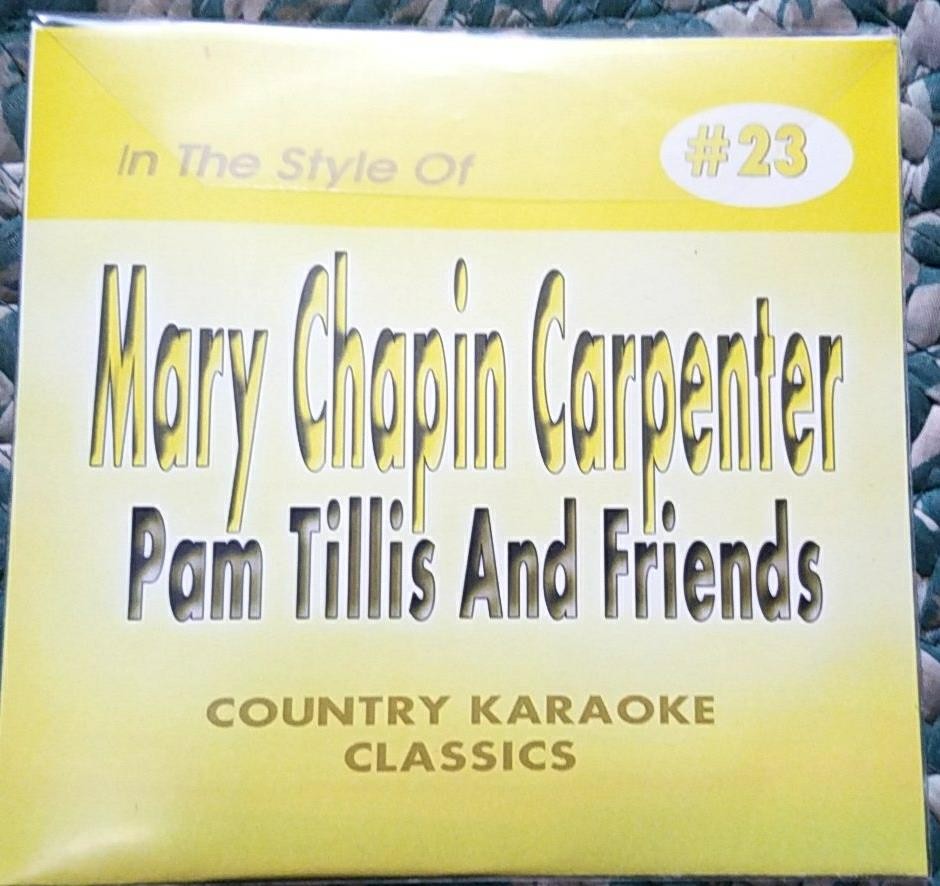 In The Style Of
#23
Mary Chapin Carpenter
Pam Tillis And Friends
COUNTRY KARAOKE
CLASSICS